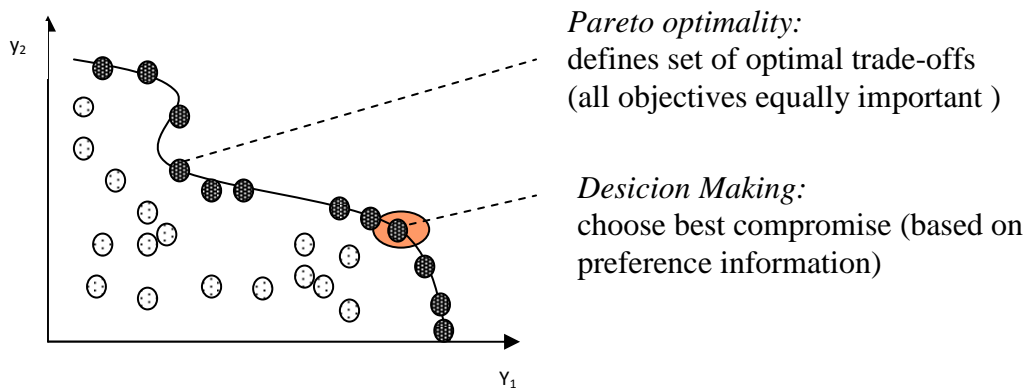 y₂
Pareto optimality:
defines set of optimal trade-offs
(all objectives equally important )
Desicion Making:
choose best compromise (based on
preference information)
Y₁